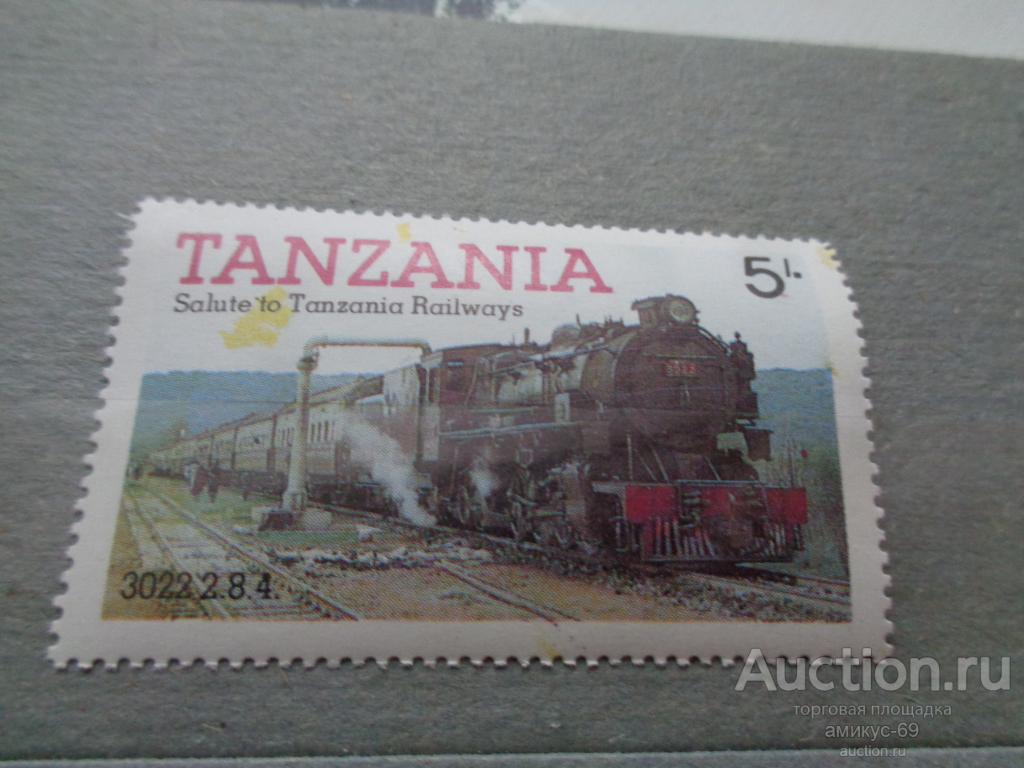 TANZANIA
5/-
Salute to Tanzania Railways
3022 2.8.4.
Auction.ru
торговая площадка
амикус-69
auction.ru